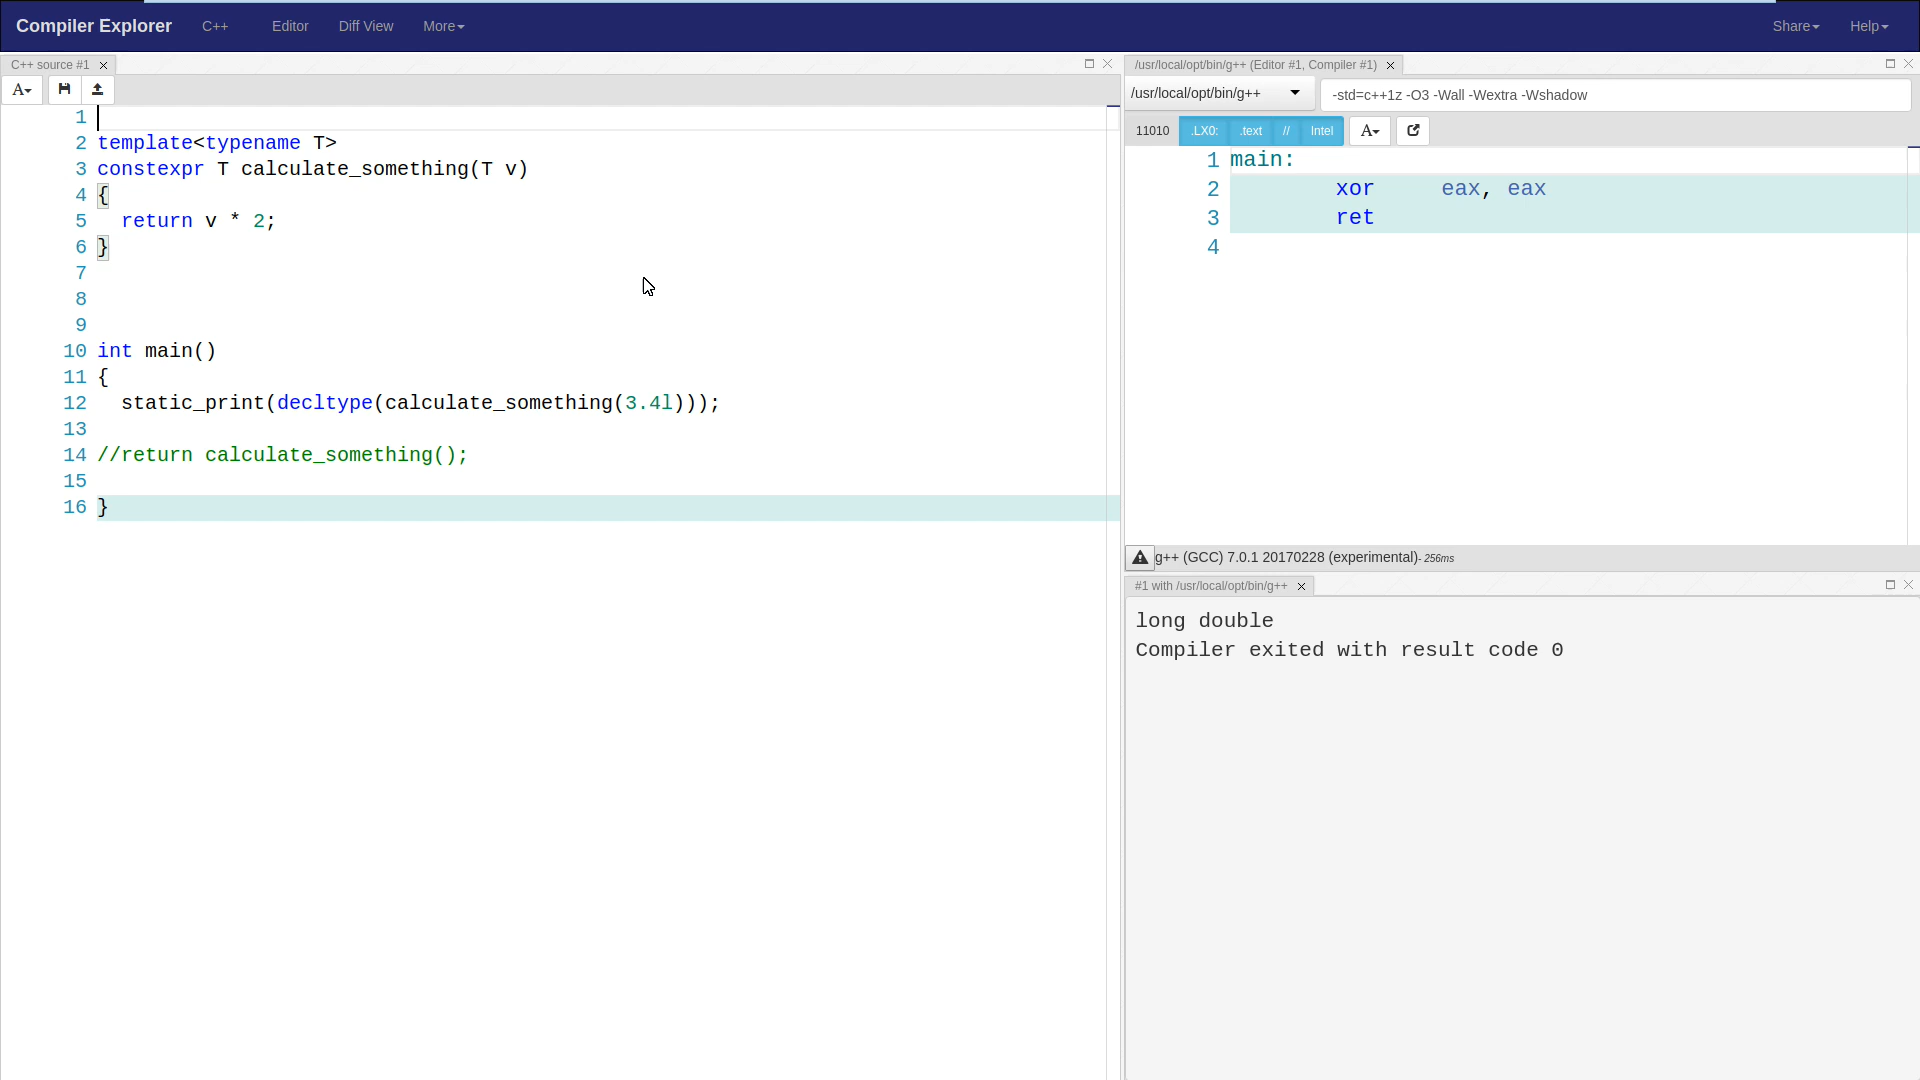 Compiler Explorer C++ Editor Diff View More Share Help
C++ source #1
A
1
2 template<typename T>
3 constexpr T calculate_something(T v)
4 {
5   return v * 2;
6 }
7
8
9
10 int main()
11 {
12   static_print(decltype(calculate_something(3.4l)));
13
14 //return calculate_something();
15
16 }
/usr/local/opt/bin/g++ (Editor #1, Compiler #1)
/usr/local/opt/bin/g++ -std=c++1z -O3 -Wall -Wextra -Wshadow
11010 .LX0: .text // Intel A
1 main:
2         xor     eax, eax
3         ret
4
g++ (GCC) 7.0.1 20170228 (experimental)- 256ms
#1 with /usr/local/opt/bin/g++
long double
Compiler exited with result code 0